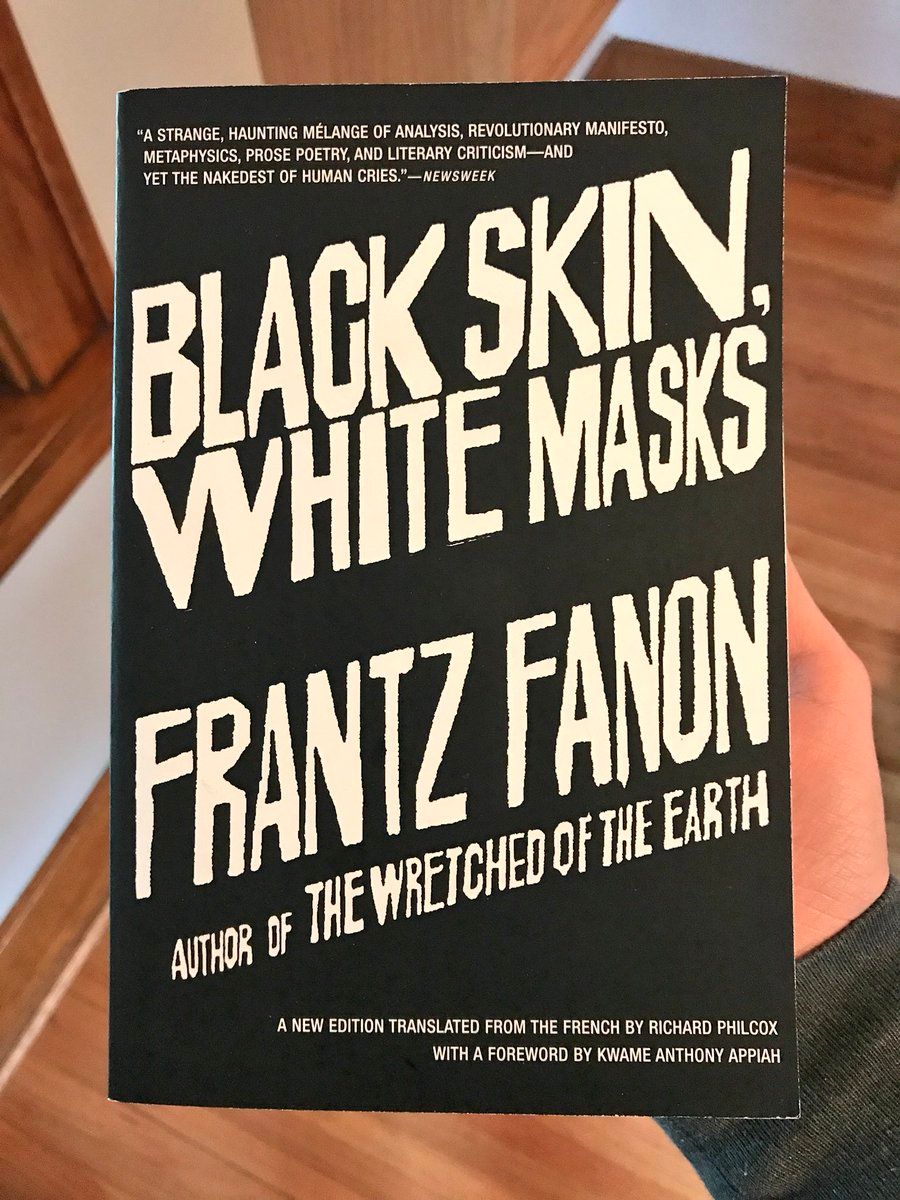 “A STRANGE, HAUNTING MÉLANGE OF ANALYSIS, REVOLUTIONARY MANIFESTO,
METAPHYSICS, PROSE POETRY, AND LITERARY CRITICISM—AND
YET THE NAKEDEST OF HUMAN CRIES.”—NEWSWEEK
BLACK SKIN,
WHITE MASKS
FRANTZ FANON
AUTHOR OF THE WRETCHED OF THE EARTH
A NEW EDITION TRANSLATED FROM THE FRENCH BY RICHARD PHILCOX
WITH A FOREWORD BY KWAME ANTHONY APPIAH